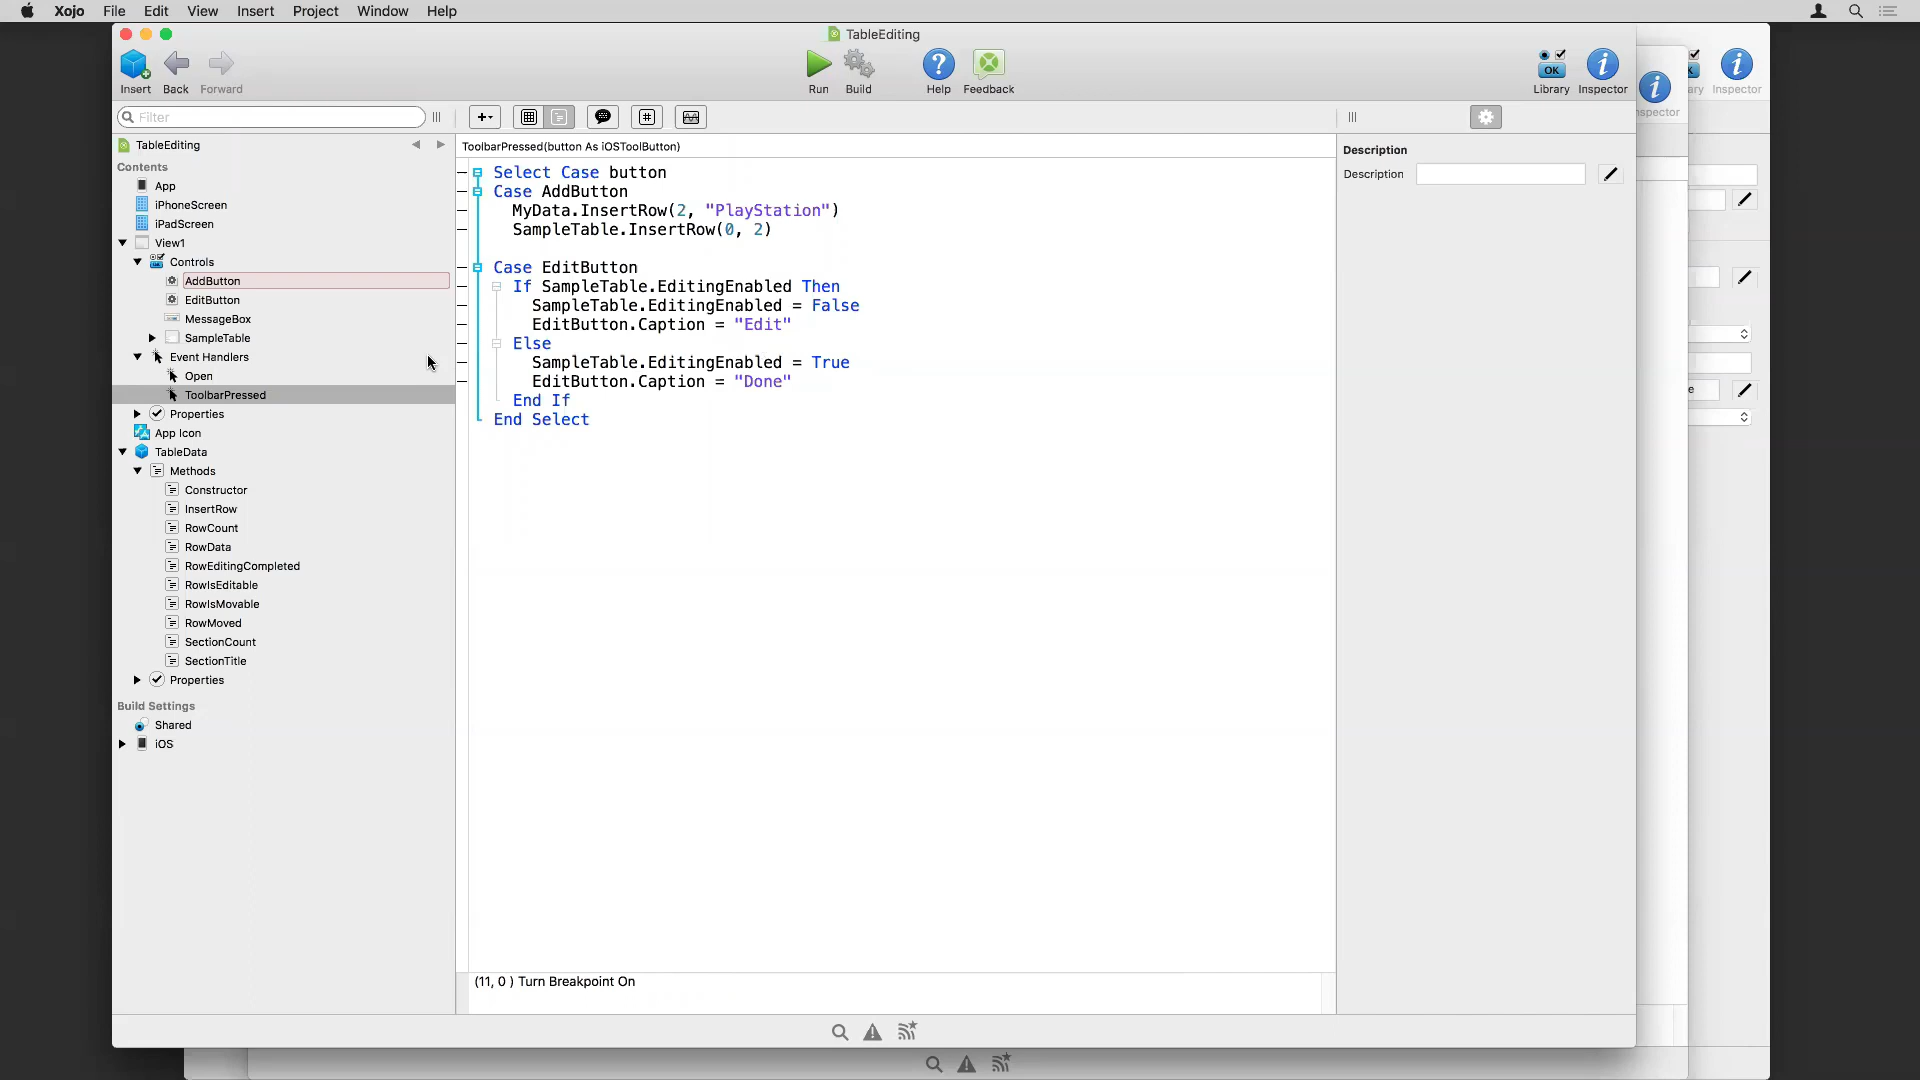 Xojo File Edit View Insert Project Window Help
TableEditing
Insert Back Forward Run Build Help Feedback Library Inspector
OK
Inspector
spector
Filter
TableEditing
Contents
App
iPhoneScreen
iPadScreen
View1
Controls
AddButton
EditButton
MessageBox
SampleTable
Event Handlers
Open
ToolbarPressed
Properties
App Icon
TableData
Methods
Constructor
InsertRow
RowCount
RowData
RowEditingCompleted
RowIsEditable
RowIsMovable
RowMoved
SectionCount
SectionTitle
Properties
Build Settings
Shared
iOS
ToolbarPressed(button As iOSToolButton)
Select Case button
Case AddButton
MyData.InsertRow(2, "PlayStation")
SampleTable.InsertRow(0, 2)
Case EditButton
If SampleTable.EditingEnabled Then
SampleTable.EditingEnabled = False
EditButton.Caption = "Edit"
Else
SampleTable.EditingEnabled = True
EditButton.Caption = "Done"
End If
End Select
(11, 0 ) Turn Breakpoint On
Description
Description